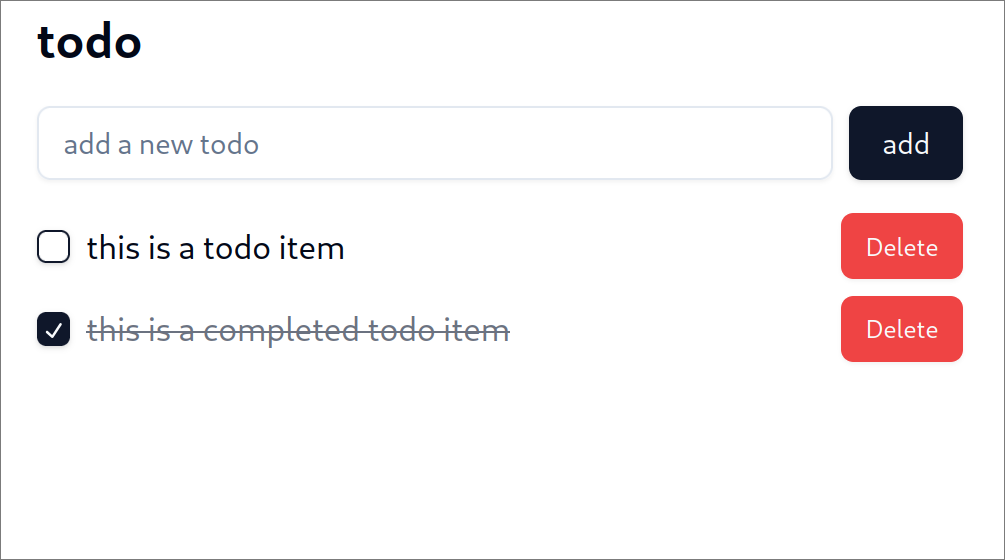 todo
add a new todo
add
this is a todo item
Delete
this is a completed todo item
Delete